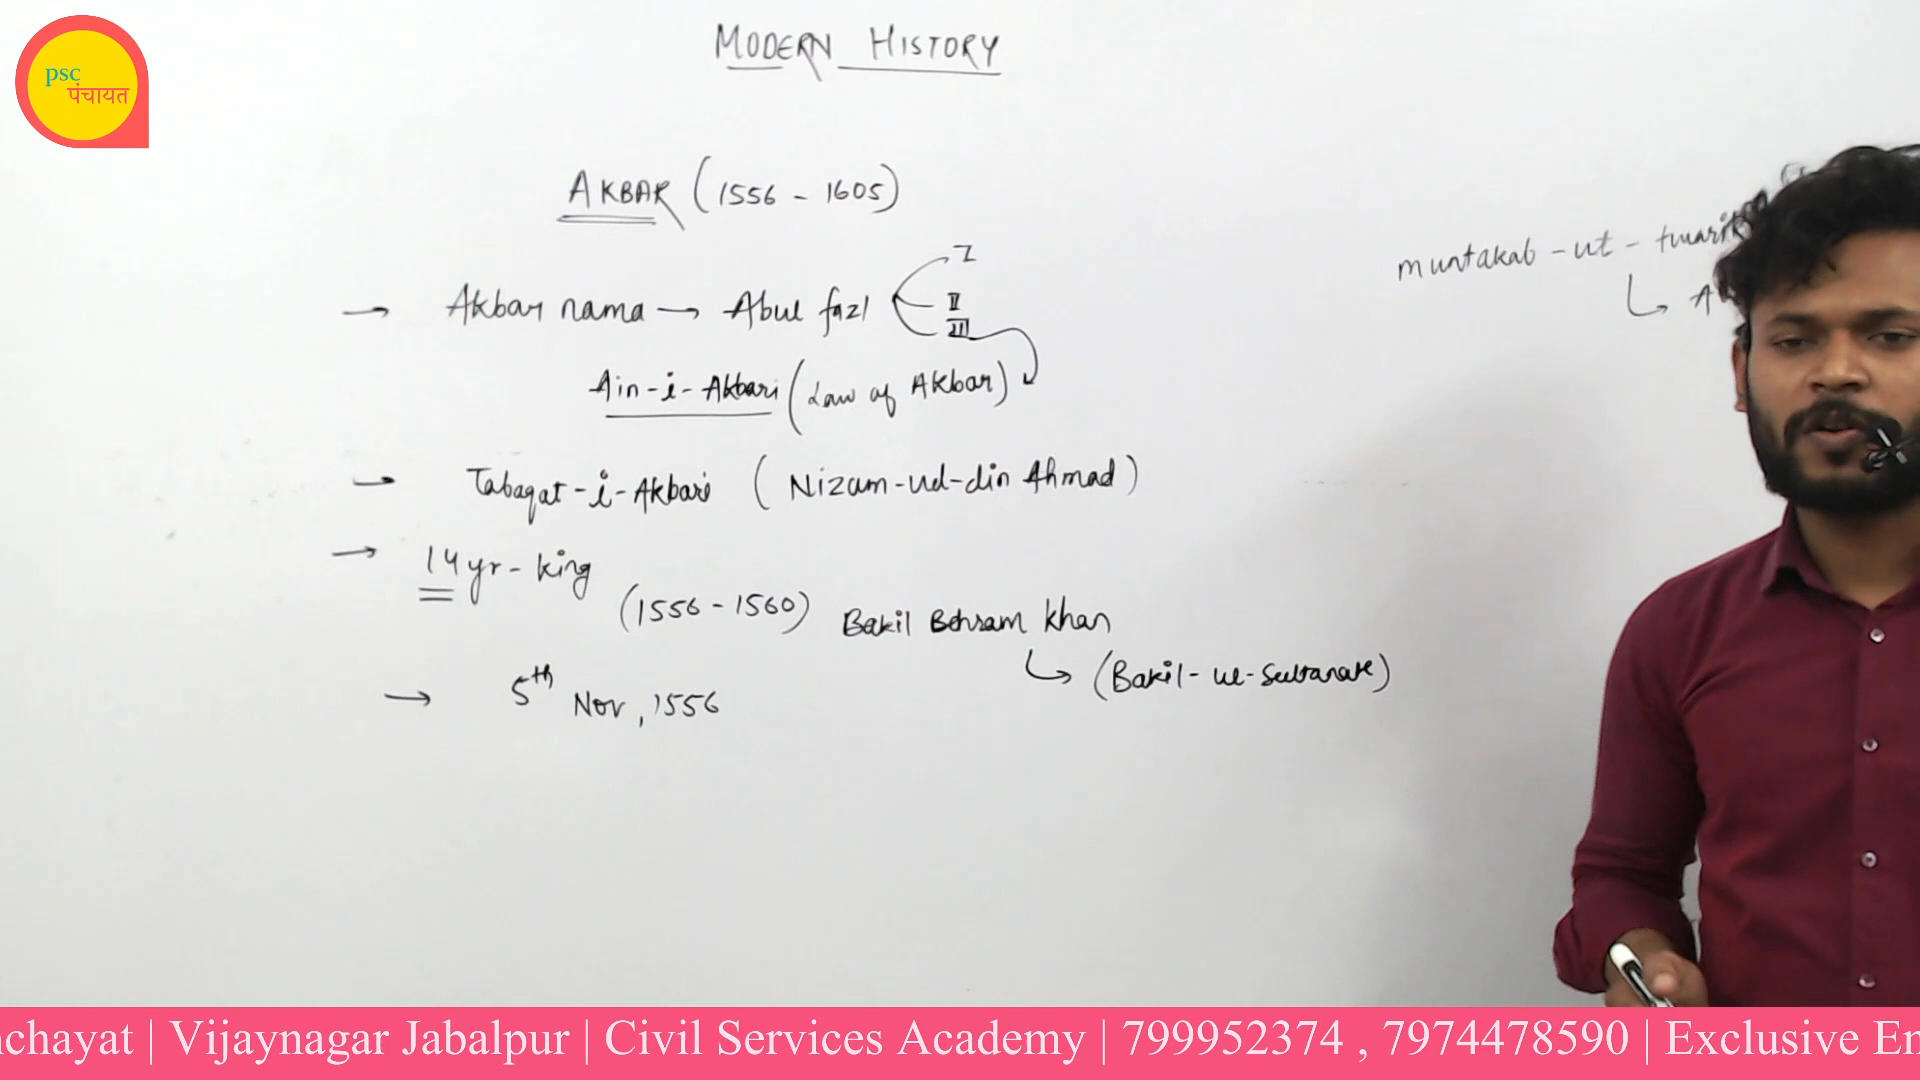 psc
पंचायत
MODERN HISTORY
AKBAR (1556 - 1605)
→ Akbar nama → Abul fazl
I
II
III
Ain-i-Akbari (Law of Akbar)
→ Tabaqat-i-Akbari (Nizam-ud-din Ahmad)
→ 14 yr - king
(1556 - 1560) Bakil Behram Khan
(Bakil-ul-Sultanate)
→ 5th Nov, 1556
muntakab - ut -
nchayat | Vijaynagar Jabalpur | Civil Services Academy | 799952374 , 7974478590 | Exclusive En